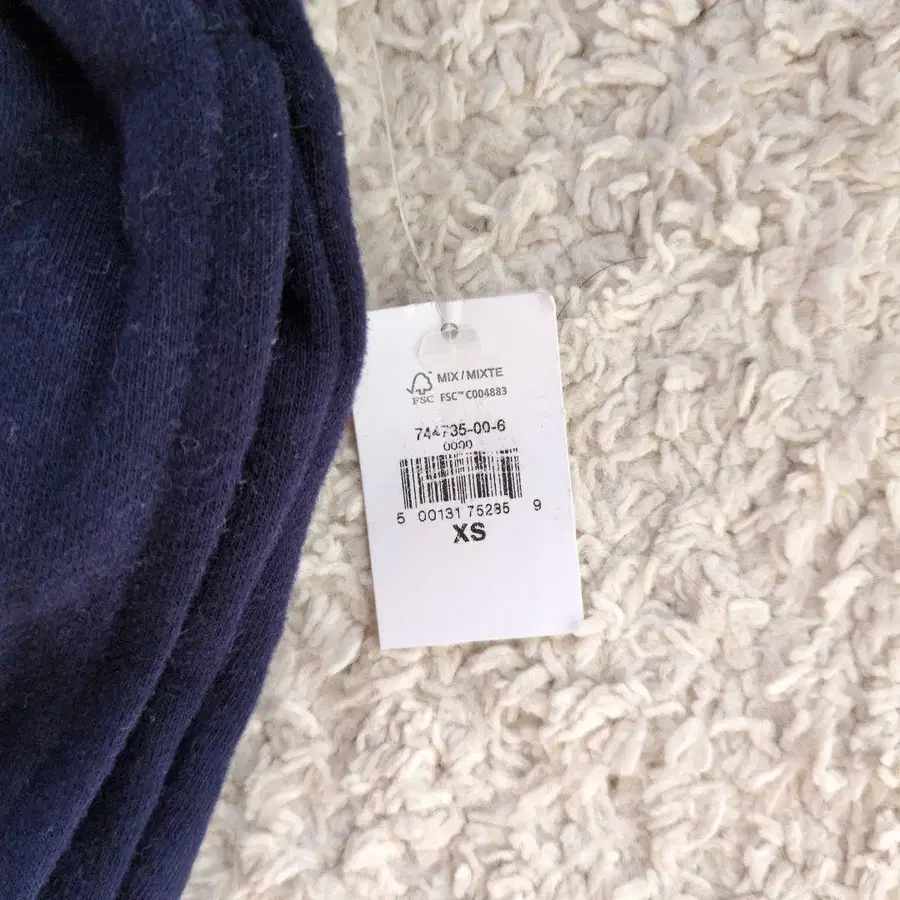 MIX / MIXTE
FSC FSC™ C004883
744735-00-6
0000
5 00131 75285 9
XS